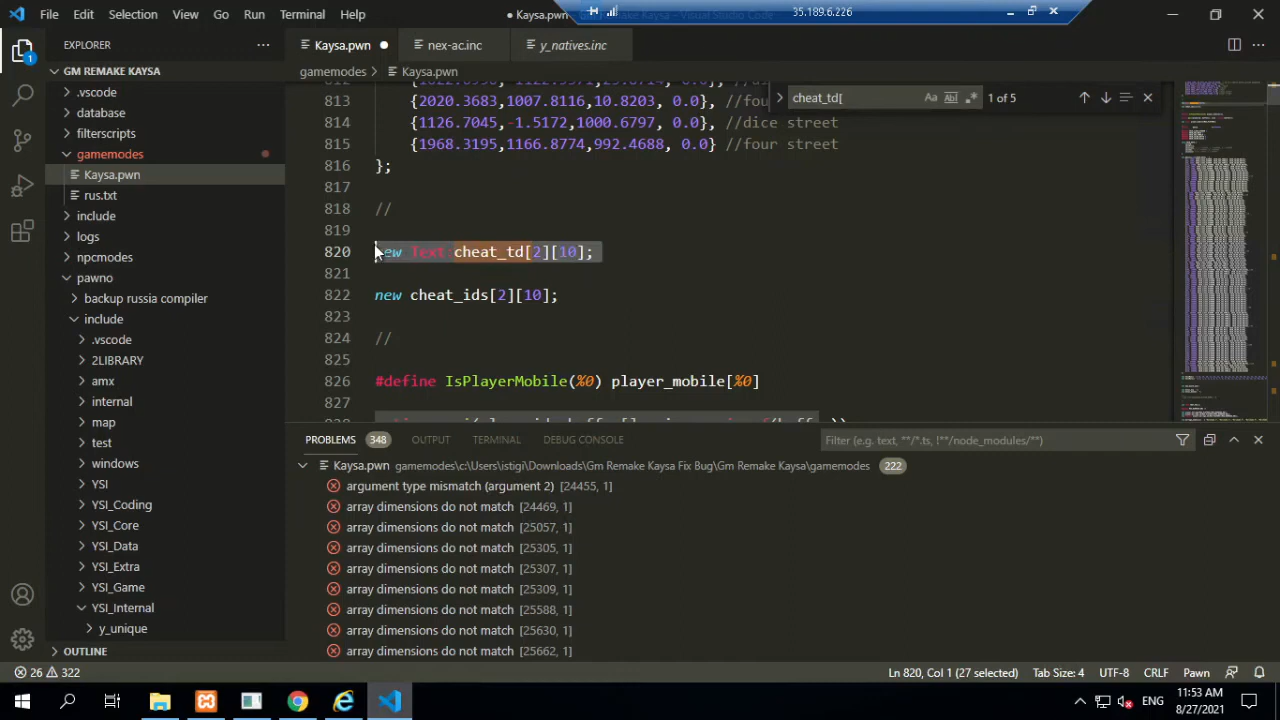 File Edit Selection View Go Run Terminal Help
Kaysa.pwn - GM Remake Kaysa - Visual Studio Code
35.189.6.226
EXPLORER
Kaysa.pwn nex-ac.inc y_natives.inc
GM REMAKE KAYSA
gamemodes > Kaysa.pwn
.vscode
database
filterscripts
gamemodes
Kaysa.pwn
rus.txt
include
logs
npcmodes
pawno
backup russia popular
include
.vscode
2LIBRARY
amx
internal
map
test
windows
YSI
YSI_Coding
YSI_Core
YSI_Data
YSI_Extra
YSI_Game
YSI_Internal
y_unique
OUTLINE
cheat_td[ Aa Abl .* 1 of 5
813 {2020.3683,1007.8116,10.8203, 0.0}, //fou
814 {1126.7045,-1.5172,1000.6797, 0.0}, //dice street
815 {1968.3195,1166.8774,992.4688, 0.0} //four street
816 };
817
818 //
819
820 new Text:cheat_td[2][10];
821
822 new cheat_ids[2][10];
823
824 //
825
826 #define IsPlayerMobile(%0) player_mobile[%0]
827
PROBLEMS 348 OUTPUT TERMINAL DEBUG CONSOLE
Filter (e.g. text, **/*.ts, !**/node_modules/**)
Kaysa.pwn gamemodes\c:\Users\istigi\Downloads\Gm Remake Kaysa Fix Bug\Gm Remake Kaysa\gamemodes 222
argument type mismatch (argument 2) [24455, 1]
array dimensions do not match [24469, 1]
array dimensions do not match [25057, 1]
array dimensions do not match [25305, 1]
array dimensions do not match [25307, 1]
array dimensions do not match [25309, 1]
array dimensions do not match [25588, 1]
array dimensions do not match [25630, 1]
array dimensions do not match [25662, 1]
26 322
Ln 820, Col 1 (27 selected) Tab Size: 4 UTF-8 CRLF Pawn
ENG
11:53 AM
8/27/2021